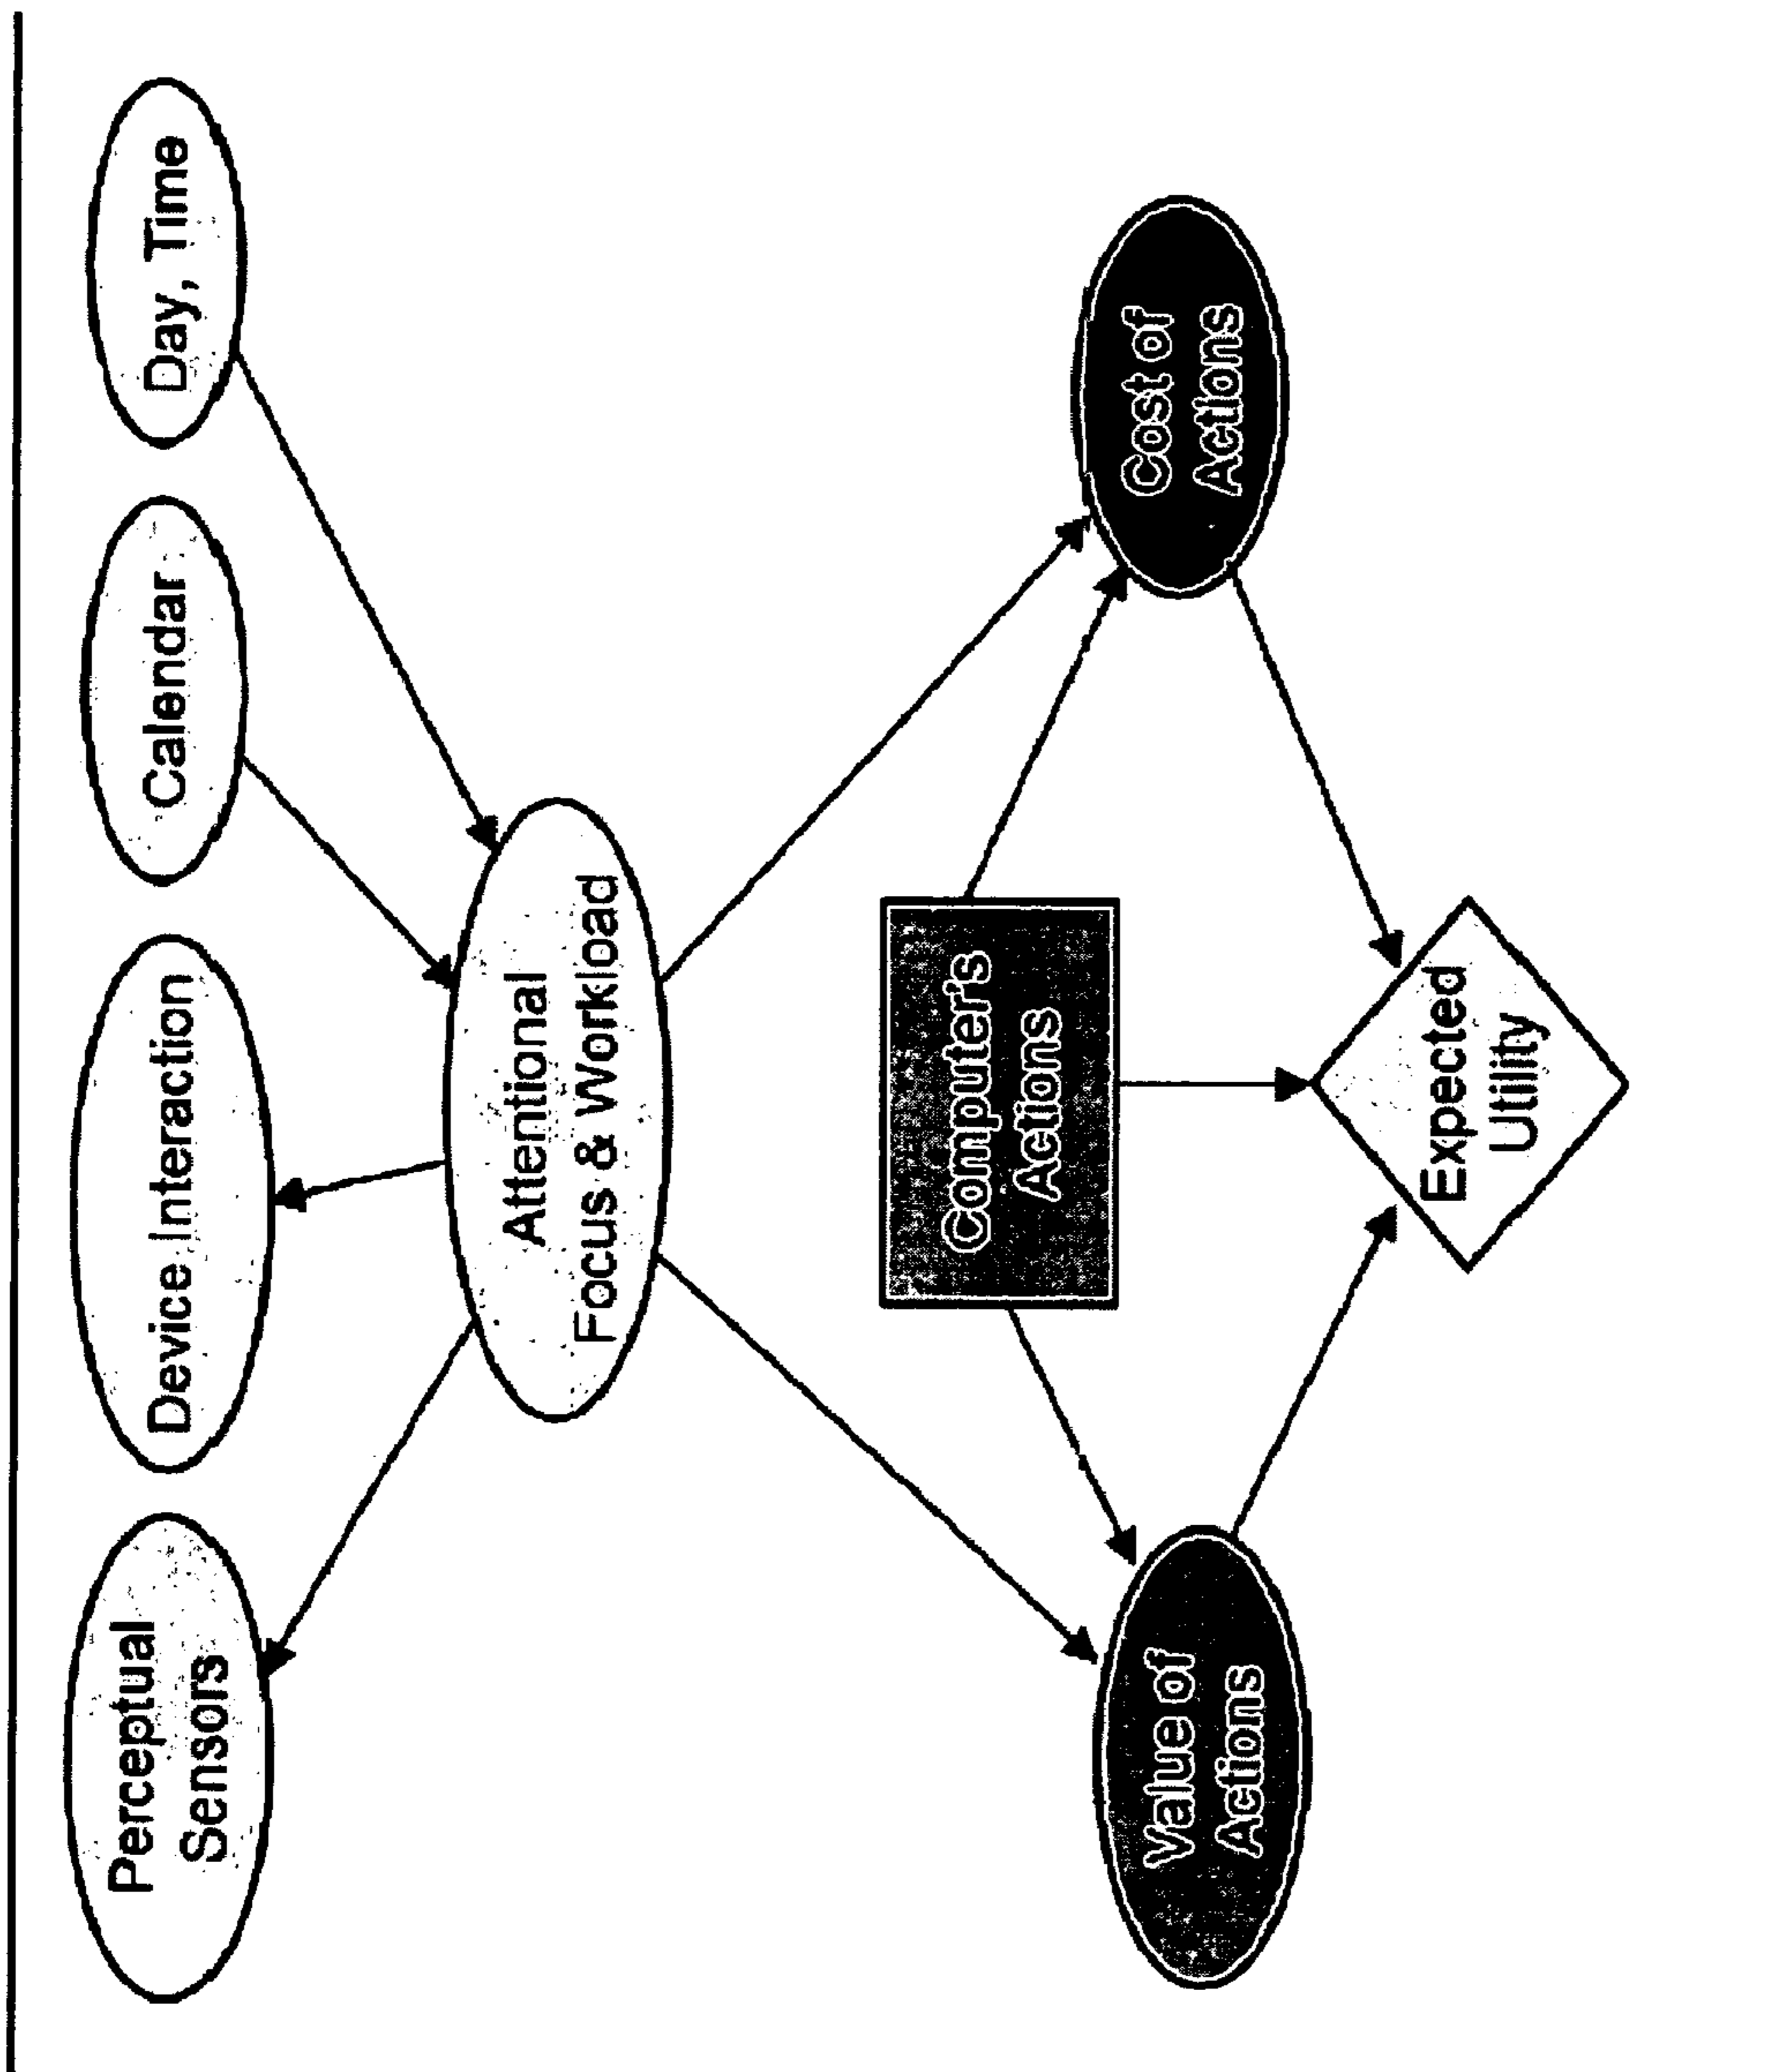 Perceptual
Sensors
Device Interaction
Calendar
Day, Time
Attentional
Focus & Workload
Computer's
Actions
Value of
Actions
Cost of
Actions
Expected
Utility